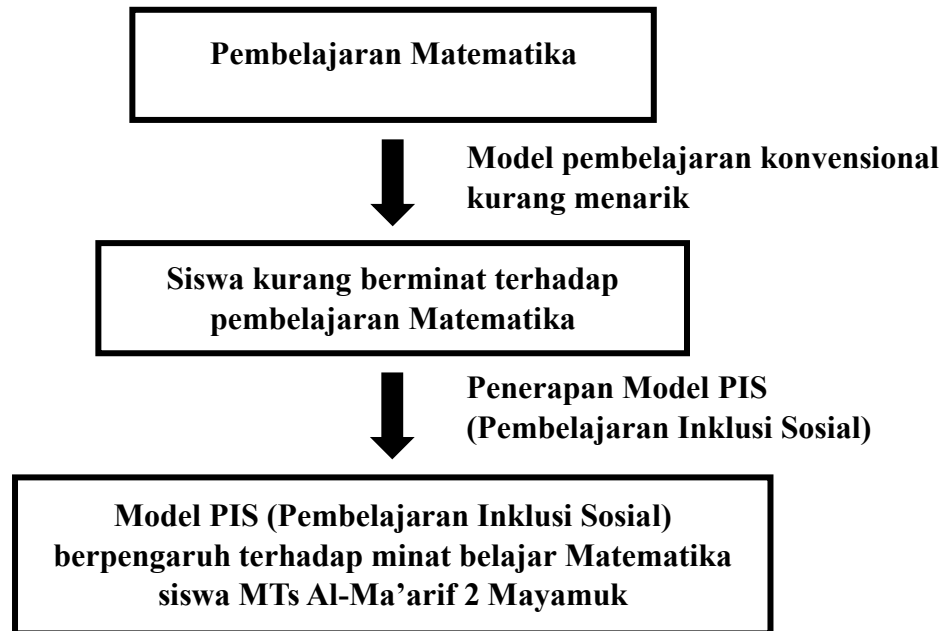 Pembelajaran Matematika
Model pembelajaran konvensional
kurang menarik
Siswa kurang berminat terhadap
pembelajaran Matematika
Penerapan Model PIS
(Pembelajaran Inklusi Sosial)
Model PIS (Pembelajaran Inklusi Sosial)
berpengaruh terhadap minat belajar Matematika
siswa MTs Al-Ma’arif 2 Mayamuk